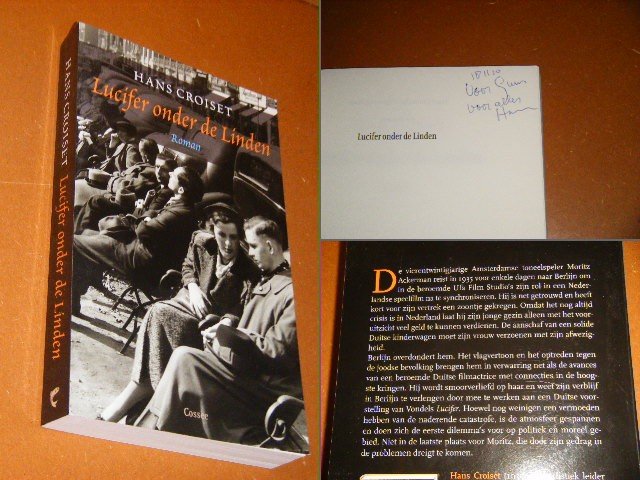 HANS CROISET
Lucifer onder de Linden
Roman
Cossee
HANS CROISET Lucifer onder de Linden
18.11.10
Voor
voor alles
Lucifer onder de Linden
De vierentwintigjarige Amsterdamse toneelspeler Moritz
Ackerman reist in 1935 voor enkele dagen naar Berlijn om
in de beroemde Ufa Film Studio's zijn rol in een Neder-
landse speelfilm na te synchroniseren. Hij is net getrouwd en heeft
kort voor zijn vertrek een zoontje gekregen. Omdat het nog altijd
crisis is in Nederland laat hij zijn jonge gezin alleen met het voor-
uitzicht veel geld te kunnen verdienen. De aanschaf van een solide
Duitse kinderwagen moet zijn vrouw verzoenen met zijn afwezig-
heid.
Berlijn overdondert hem. Het vlagvertoon en het optreden tegen
de Joodse bevolking brengen hem in verwarring net als de avances
van een beroemde Duitse filmactrice met connecties in de hoog-
ste kringen. Hij wordt smoorverliefd op haar en weet zijn verblijf
in Berlijn te verlengen door mee te werken aan een Duitse voor-
stelling van Vondels Lucifer. Hoewel nog weinigen een vermoeden
hebben van de naderende catastrofe, is de atmosfeer gespannen
en doen zich de eerste dilemma's voor op politiek en moreel ge-
bied. Niet in de laatste plaats voor Moritz, die door zijn gedrag in
de problemen dreigt te komen.
Hans Croiset leider